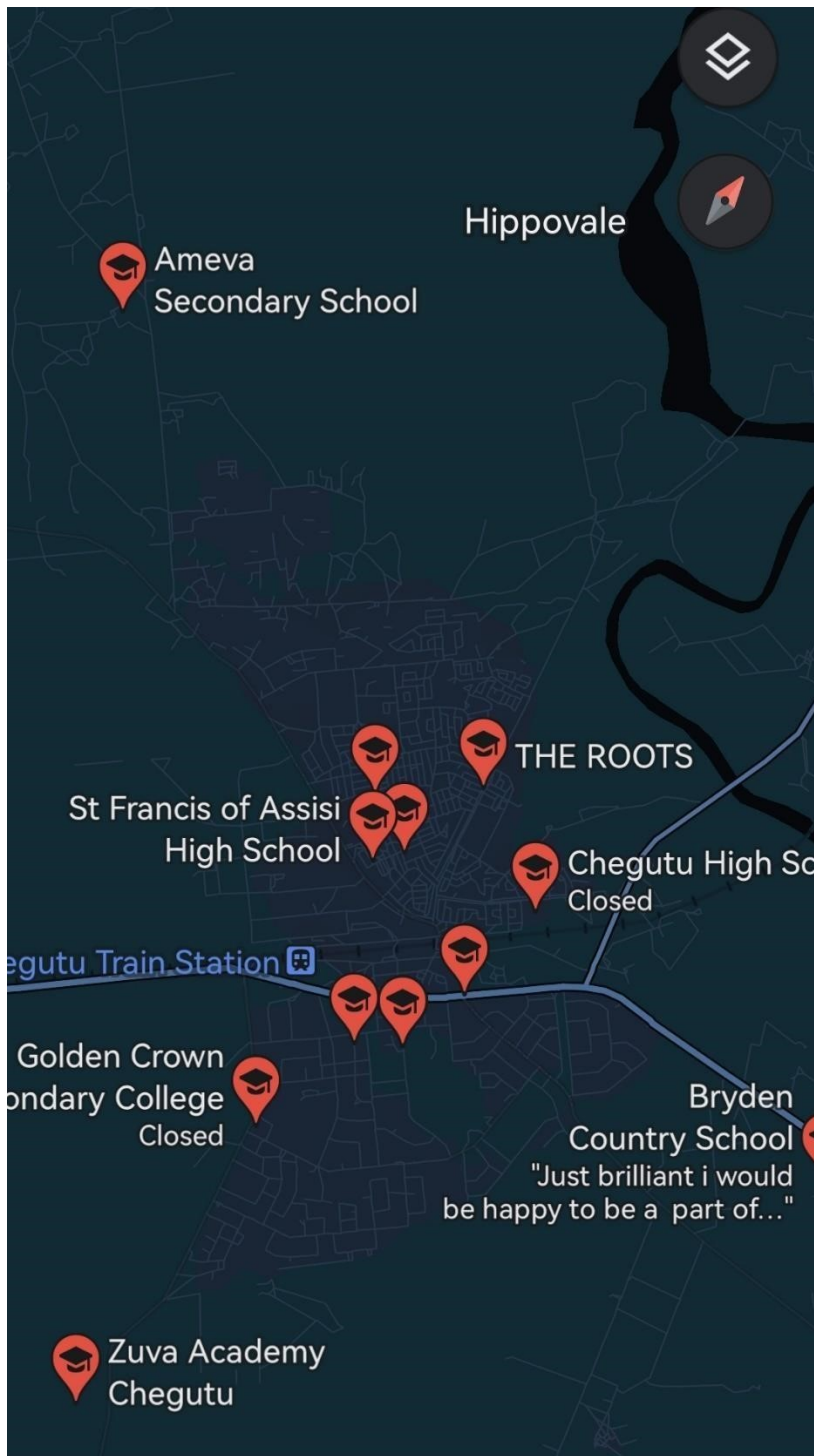 Hippovale
Ameva
Secondary School
THE ROOTS
St Francis of Assisi
High School
Chegutu High Sc
Closed
egutu Train Station
Golden Crown
ondary College
Closed
Bryden
Country School
"Just brilliant i would
be happy to be a part of..."
Zuva Academy
Chegutu